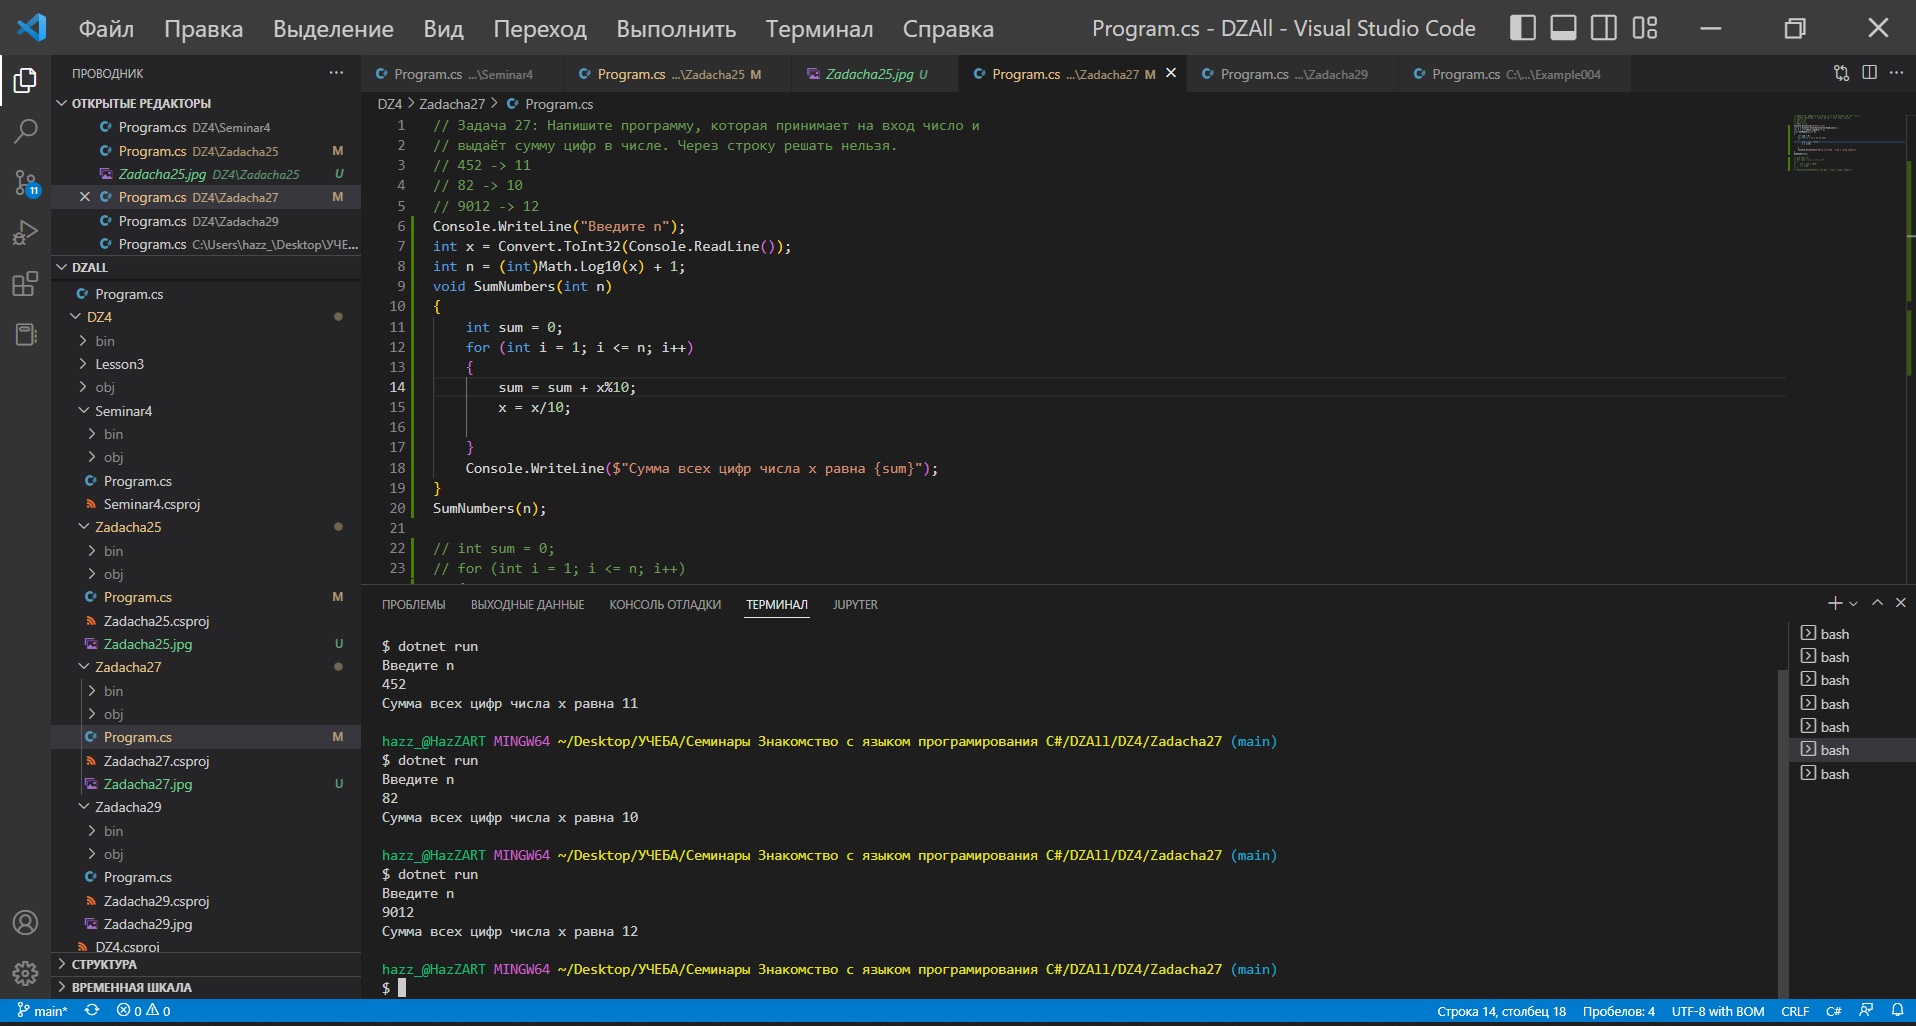 Файл Правка Выделение Вид Переход Выполнить Терминал Справка Program.cs - DZAll - Visual Studio Code
ПРОВОДНИК
ОТКРЫТЫЕ РЕДАКТОРЫ
Program.cs DZ4\Seminar4
Program.cs DZ4\Zadacha25 M
Zadacha25.jpg DZ4\Zadacha25 U
Program.cs DZ4\Zadacha27 M
Program.cs DZ4\Zadacha29
Program.cs C:\Users\hazz_\Desktop\УЧЕ...
DZALL
Program.cs
DZ4
bin
Lesson3
obj
Seminar4
bin
obj
Program.cs
Seminar4.csproj
Zadacha25
bin
obj
Program.cs M
Zadacha25.csproj
Zadacha25.jpg U
Zadacha27
bin
obj
Program.cs M
Zadacha27.csproj
Zadacha27.jpg U
Zadacha29
bin
obj
Program.cs
Zadacha29.csproj
Zadacha29.jpg
DZ4.csproj
СТРУКТУРА
ВРЕМЕННАЯ ШКАЛА
11
Program.cs ...\Seminar4 Program.cs ...\Zadacha25 M Zadacha25.jpg U Program.cs ...\Zadacha27 M Program.cs ...\Zadacha29 Program.cs C:\...\Example004
DZ4 > Zadacha27 > Program.cs
1 // Задача 27: Напишите программу, которая принимает на вход число и
2 // выдаёт сумму цифр в числе. Через строку решать нельзя.
3 // 452 -> 11
4 // 82 -> 10
5 // 9012 -> 12
6 Console.WriteLine("Введите n");
7 int x = Convert.ToInt32(Console.ReadLine());
8 int n = (int)Math.Log10(x) + 1;
9 void SumNumbers(int n)
10 {
11 int sum = 0;
12 for (int i = 1; i <= n; i++)
13 {
14 sum = sum + x%10;
15 x = x/10;
16
17 }
18 Console.WriteLine($"Сумма всех цифр числа x равна {sum}");
19 }
20 SumNumbers(n);
21
22 // int sum = 0;
23 // for (int i = 1; i <= n; i++)
ПРОБЛЕМЫ ВЫХОДНЫЕ ДАННЫЕ КОНСОЛЬ ОТЛАДКИ ТЕРМИНАЛ JUPYTER
$ dotnet run
Введите n
452
Сумма всех цифр числа x равна 11
hazz_@HazZART MINGW64 ~/Desktop/УЧЕБА/Семинары Знакомство с языком програмирования C#/DZAll/DZ4/Zadacha27 (main)
$ dotnet run
Введите n
82
Сумма всех цифр числа x равна 10
hazz_@HazZART MINGW64 ~/Desktop/УЧЕБА/Семинары Знакомство с языком програмирования C#/DZAll/DZ4/Zadacha27 (main)
$ dotnet run
Введите n
9012
Сумма всех цифр числа x равна 12
hazz_@HazZART MINGW64 ~/Desktop/УЧЕБА/Семинары Знакомство с языком програмирования C#/DZAll/DZ4/Zadacha27 (main)
$
bash
bash
bash
bash
bash
bash
bash
main* 0 0 Строка 14, столбец 18 Пробелов: 4 UTF-8 with BOM CRLF C#